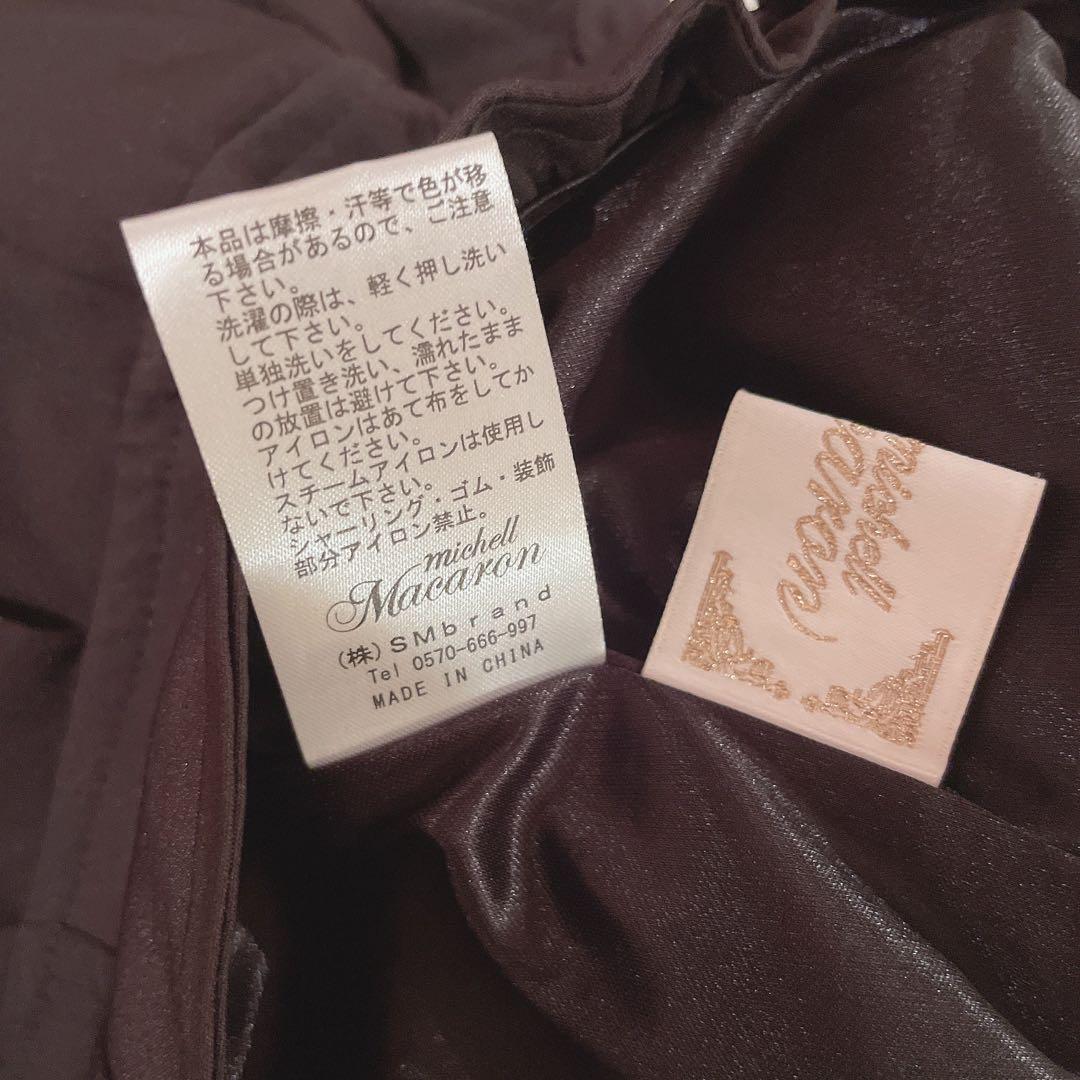 本品は摩擦・汗等で色が移
る場合があるので、ご注意
下さい。
洗濯の際は、軽く押し洗い
して下さい。
単独洗いをしてください。
つけ置き洗い、濡れたまま
の放置は避けて下さい。
アイロンはあて布をしてか
けてください。
スチームアイロンは使用し
ないで下さい。
シャーリング・ゴム・装飾
部分アイロン禁止。
michell
Macaron
(株)SMbrand
Tel 0570-666-997
MADE IN CHINA